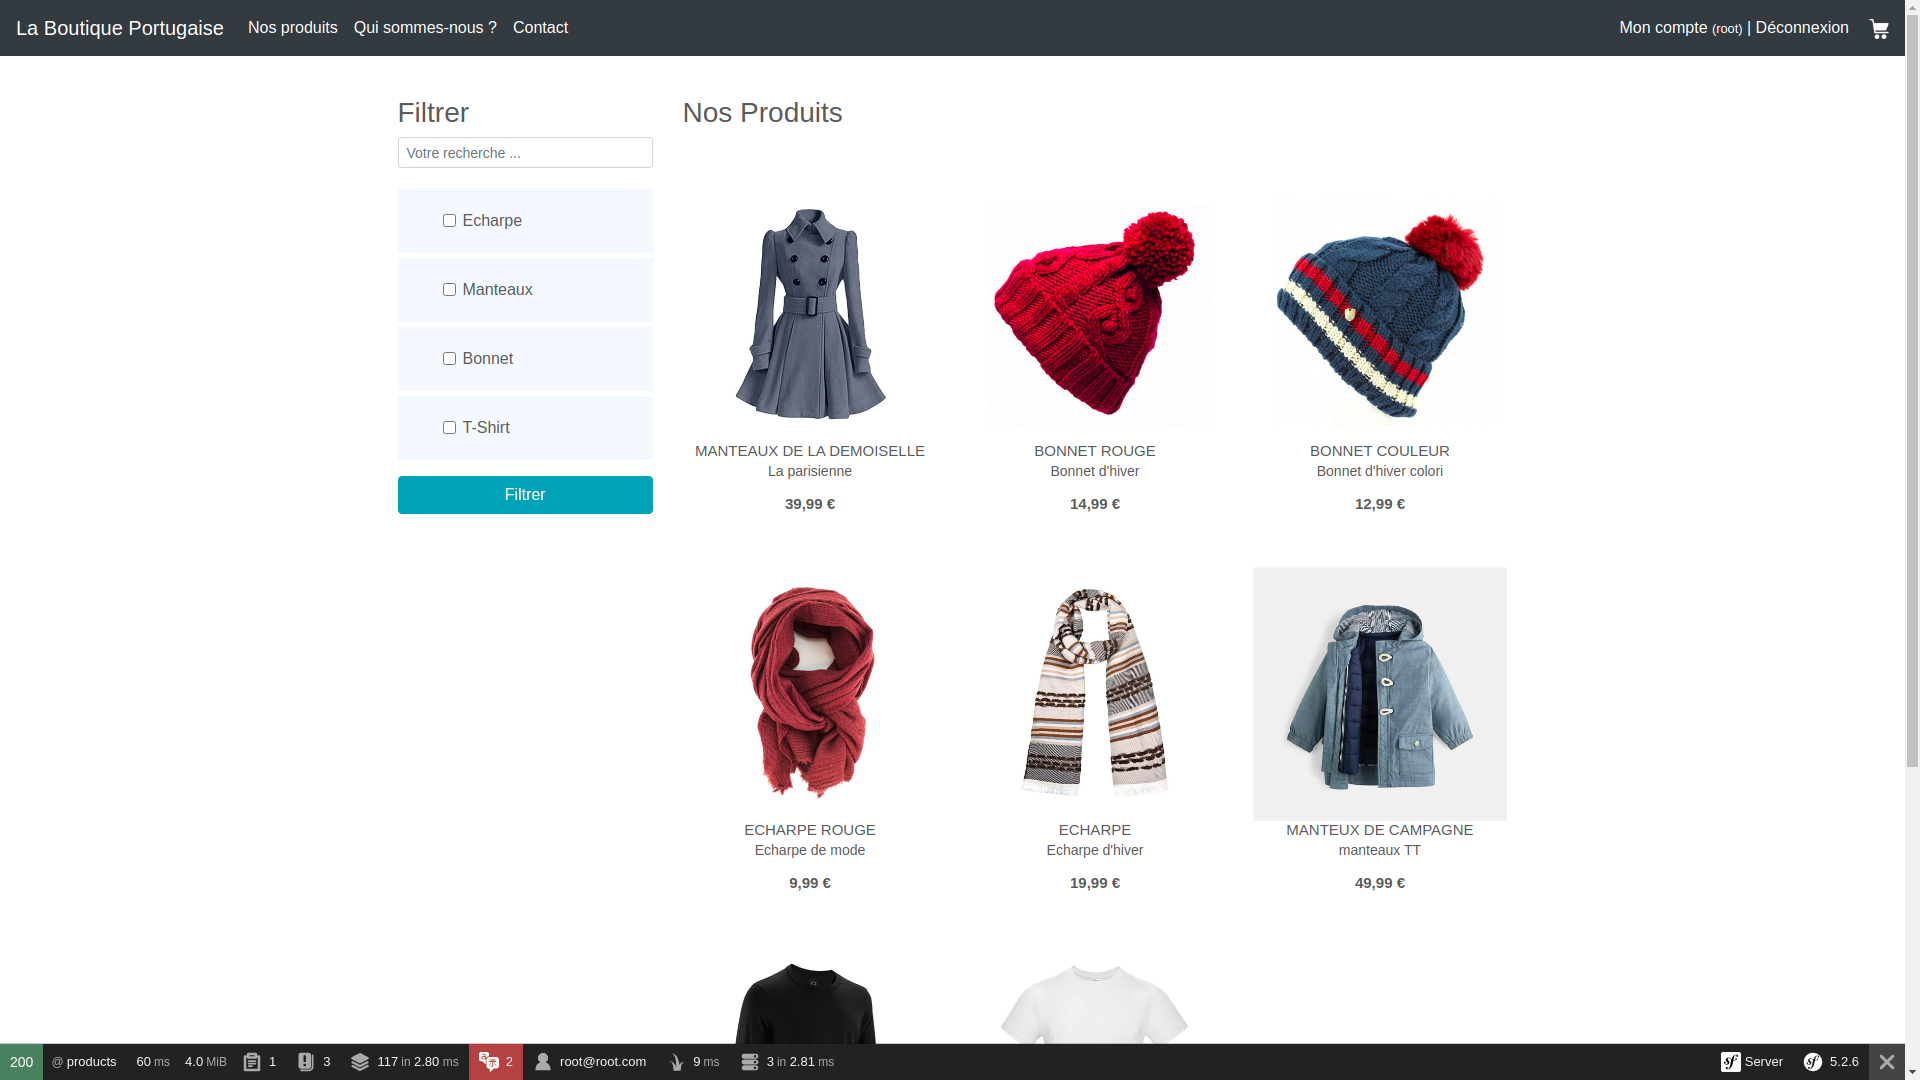 La Boutique Portugaise Nos produits Qui sommes-nous ? Contact Mon compte (root) | Déconnexion
Filtrer
Votre recherche ...
Echarpe
Manteaux
Bonnet
T-Shirt
Filtrer
Nos Produits
MANTEAUX DE LA DEMOISELLE
La parisienne
39,99 €
BONNET ROUGE
Bonnet d'hiver
14,99 €
BONNET COULEUR
Bonnet d'hiver colori
12,99 €
ECHARPE ROUGE
Echarpe de mode
9,99 €
ECHARPE
Echarpe d'hiver
19,99 €
MANTEUX DE CAMPAGNE
manteaux TT
49,99 €
200 @ products 60 ms 4.0 MiB 1 3 117 in 2.80 ms 2 root@root.com 9 ms 3 in 2.81 ms Server 5.2.6